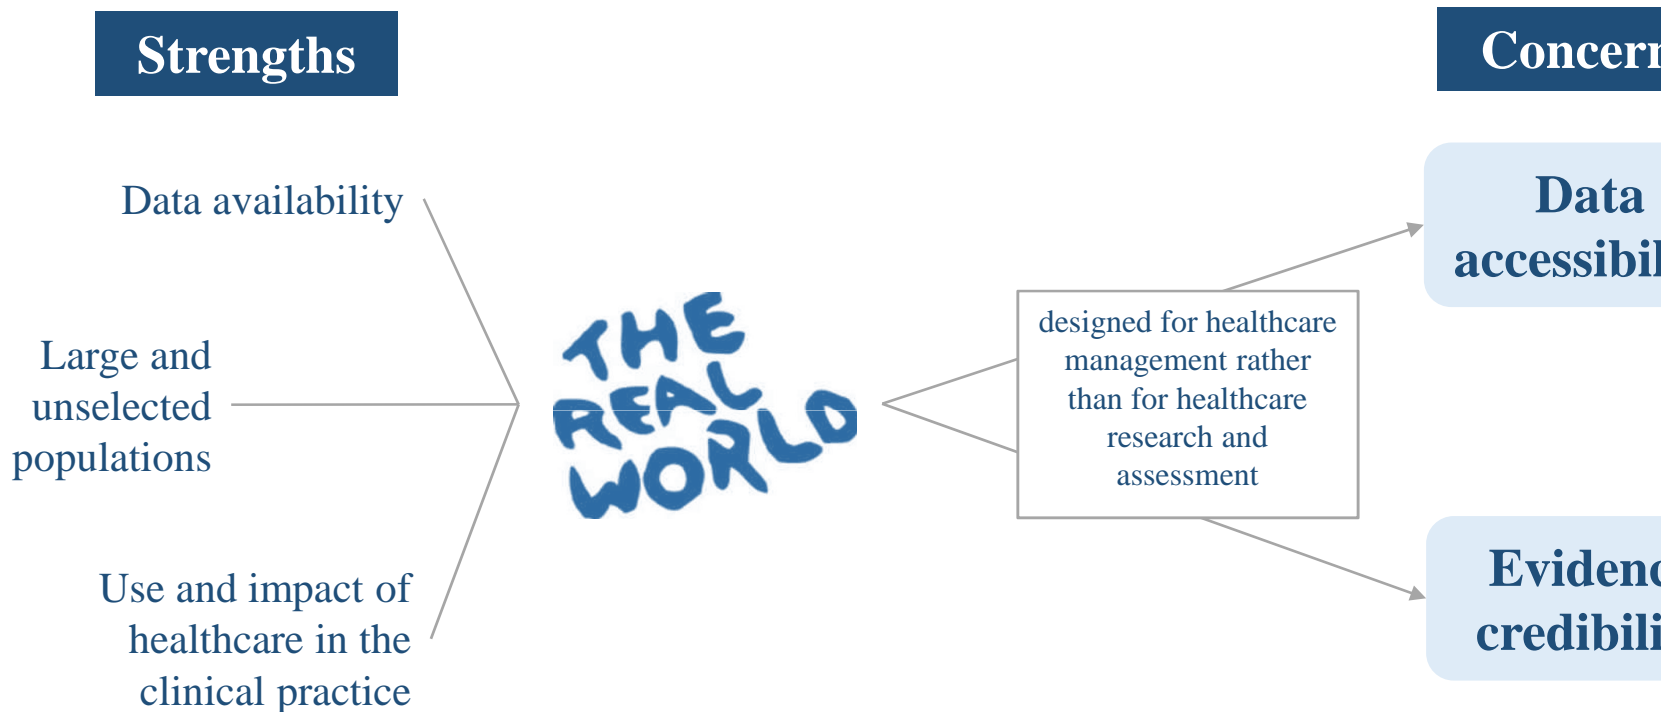 Strengths
Data availability
Large and
unselected
populations
Use and impact of
healthcare in the
clinical practice
THE
REAL
WORLD
designed for healthcare
management rather
than for healthcare
research and
assessment
Concern
Data
accessibil
Evidenc
credibili